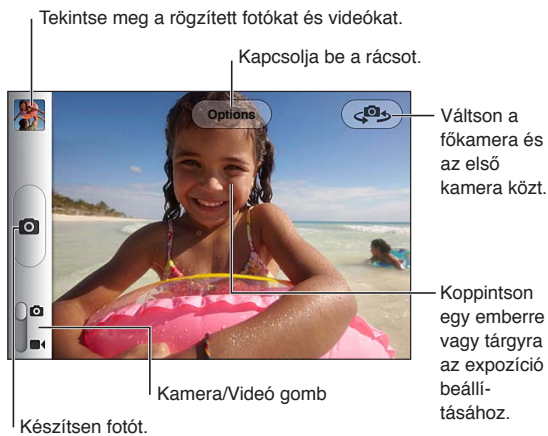 Tekintse meg a rögzített fotókat és videókat.
Kapcsolja be a rácsot.
Options
Váltson a
főkamera és
az első
kamera közt.
Koppintson
egy emberre
vagy tárgyra
az expozíció
beállí-
tásához.
Kamera/Videó gomb
Készítsen fotót.